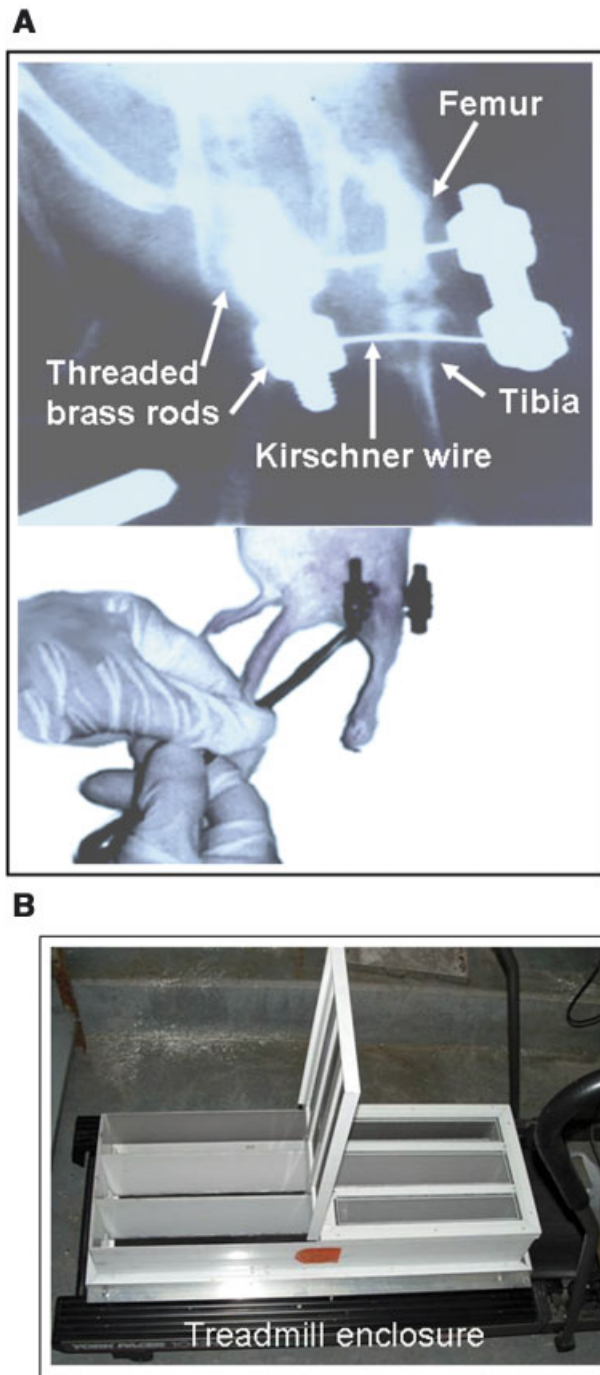 A
Femur
Threaded
brass rods
Tibia
Kirschner wire
B
Treadmill enclosure